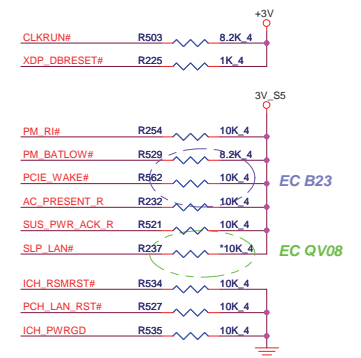 +3V
CLKRUN# R503 8.2K_4
XDP_DBRESET# R225 1K_4
3V_S5
PM_RI# R254 10K_4
PM_BATLOW# R529 8.2K_4
PCIE_WAKE# R562 10K_4
EC B23
AC_PRESENT_R R232 10K_4
SUS_PWR_ACK_R R521 10K_4
SLP_LAN# R237 *10K_4
EC QV08
ICH_RSMRST# R534 10K_4
PCH_LAN_RST# R527 10K_4
ICH_PWRGD R535 10K_4